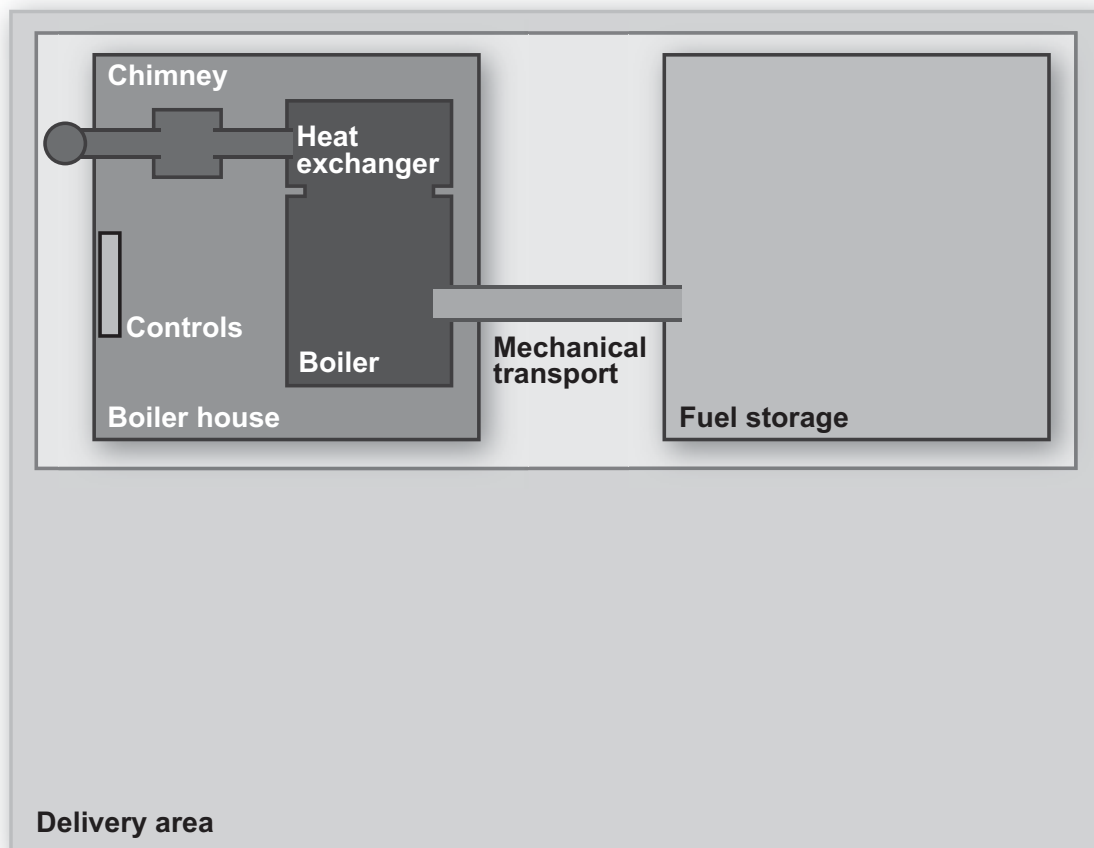 Chimney
Heat
exchanger
Controls
Boiler
Mechanical
transport
Boiler house
Fuel storage
Delivery area